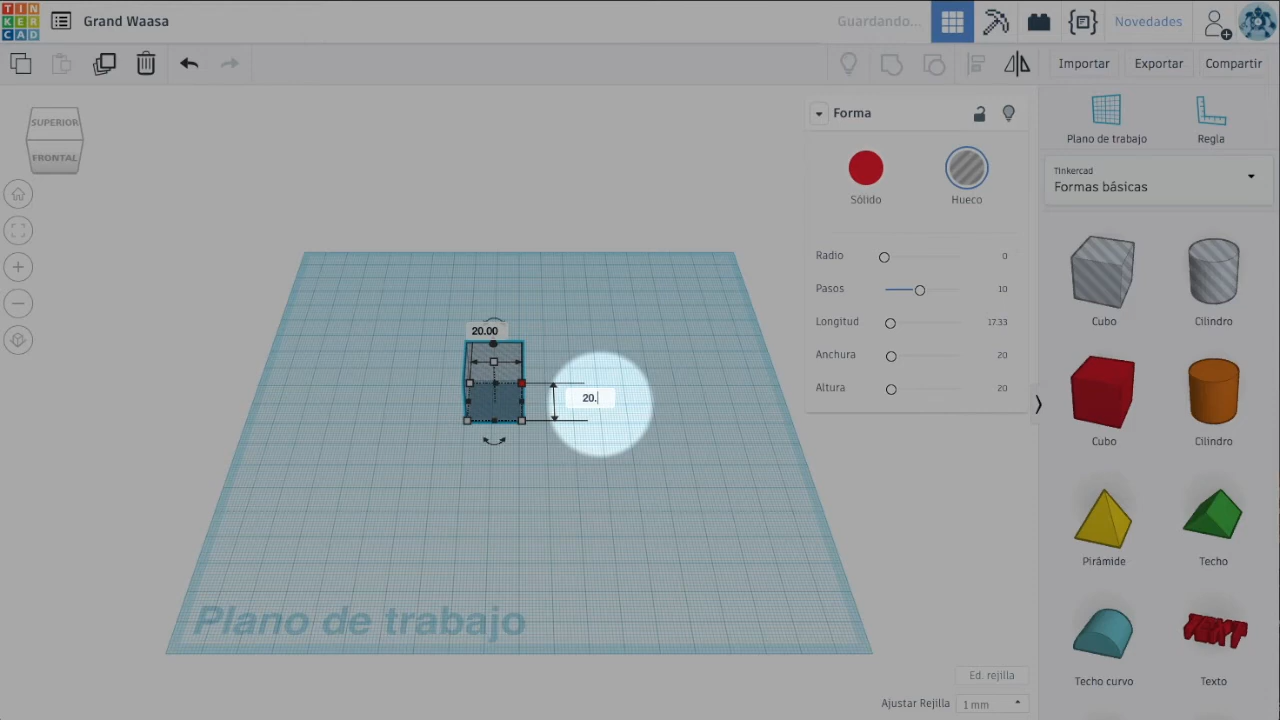 TIN
KER
CAD
Grand Waasa
Guardando...
Novedades
Importar
Exportar
Compartir
SUPERIOR
FRONTAL
Forma
Sólido
Hueco
Radio
0
Pasos
10
Longitud
17.33
Anchura
20
Altura
20
Plano de trabajo
Regla
Tinkercad
Formas básicas
Cubo
Cilindro
Cubo
Cilindro
Pirámide
Techo
Techo curvo
TEXT
Texto
20.00
20.
Plano de trabajo
Ed. rejilla
Ajustar Rejilla
1 mm